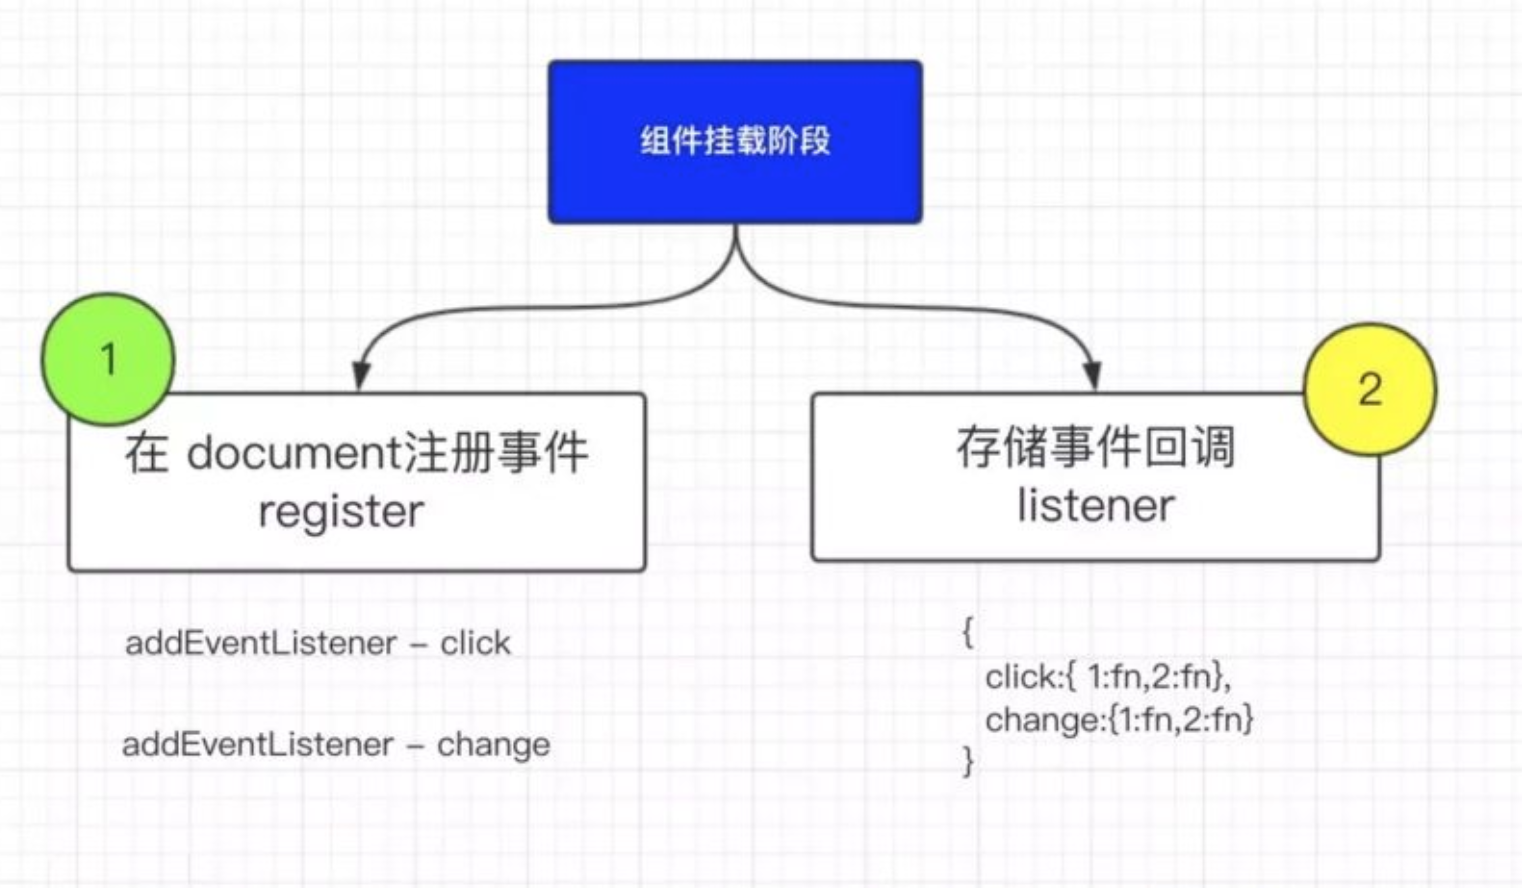 组件挂载阶段
1
在 document注册事件
register
2
存储事件回调
listener
addEventListener – click
addEventListener – change
{
click:{ 1:fn,2:fn},
change:{1:fn,2:fn}
}